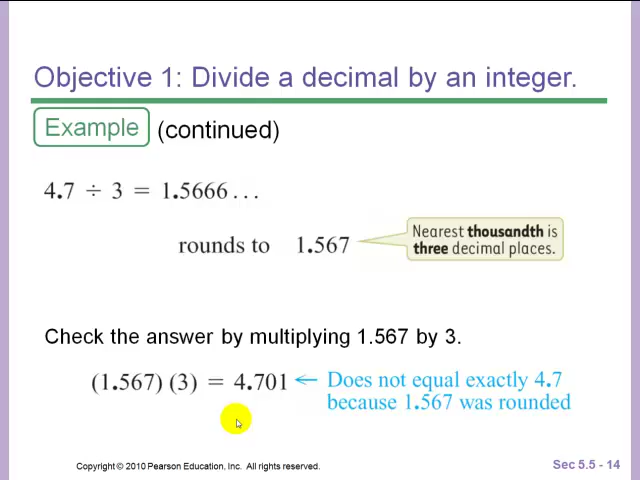 Objective 1: Divide a decimal by an integer.
Example (continued)
4.7 ÷ 3 = 1.5666...
rounds to 1.567
Nearest thousandth is
three decimal places.
Check the answer by multiplying 1.567 by 3.
(1.567) (3) = 4.701 ← Does not equal exactly 4.7
because 1.567 was rounded
Copyright © 2010 Pearson Education, Inc. All rights reserved.
Sec 5.5 - 14